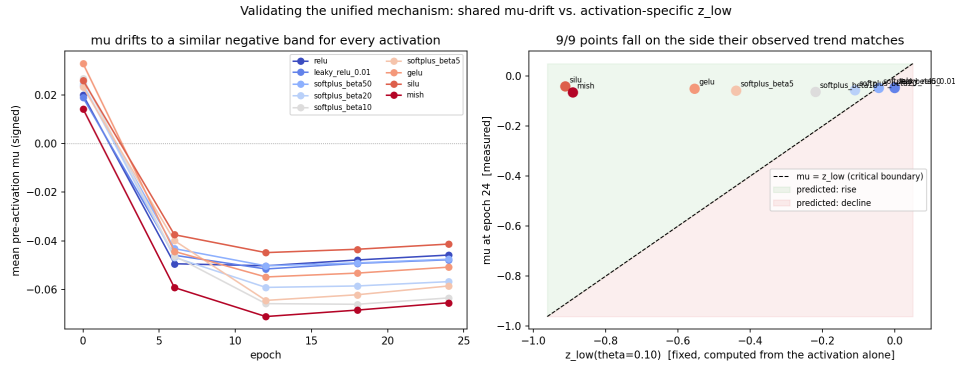 Validating the unified mechanism: shared mu-drift vs. activation-specific z_low
mu drifts to a similar negative band for every activation
relu
leaky_relu_0.01
softplus_beta50
softplus_beta20
softplus_beta10
softplus_beta5
gelu
silu
mish
0.02
0.00
−0.02
−0.04
−0.06
mean pre-activation mu (signed)
0
5
10
15
20
25
epoch
9/9 points fall on the side their observed trend matches
silu
mish
gelu
softplus_beta5
softplus_beta10
mu = z_low (critical boundary)
predicted: rise
predicted: decline
0.0
−0.2
−0.4
−0.6
−0.8
−1.0
mu at epoch 24  [measured]
−1.0
−0.8
−0.6
−0.4
−0.2
0.0
z_low(theta=0.10)  [fixed, computed from the activation alone]